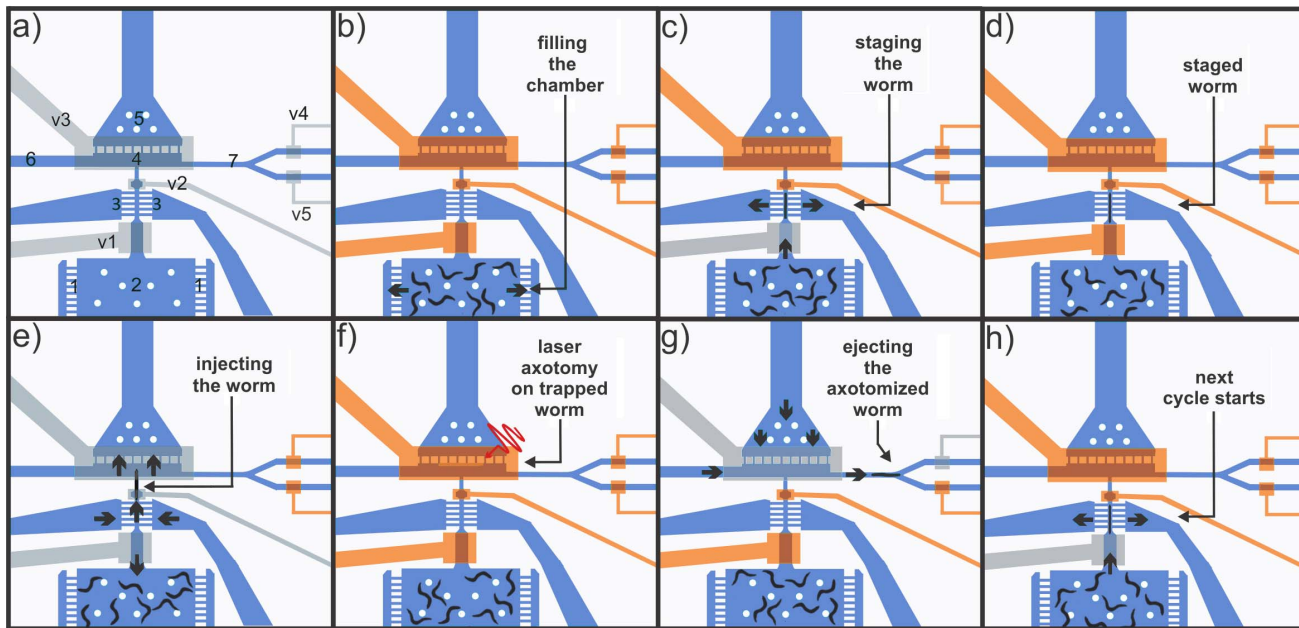 a)
v3
5
v4
6
4
7
v2
3
3
v5
v1
1
2
1
b)
filling
the
chamber
c)
staging
the
worm
d)
staged
worm
e)
injecting
the worm
f)
laser
axotomy
on trapped
worm
g)
ejecting
the
axotomized
worm
h)
next
cycle starts